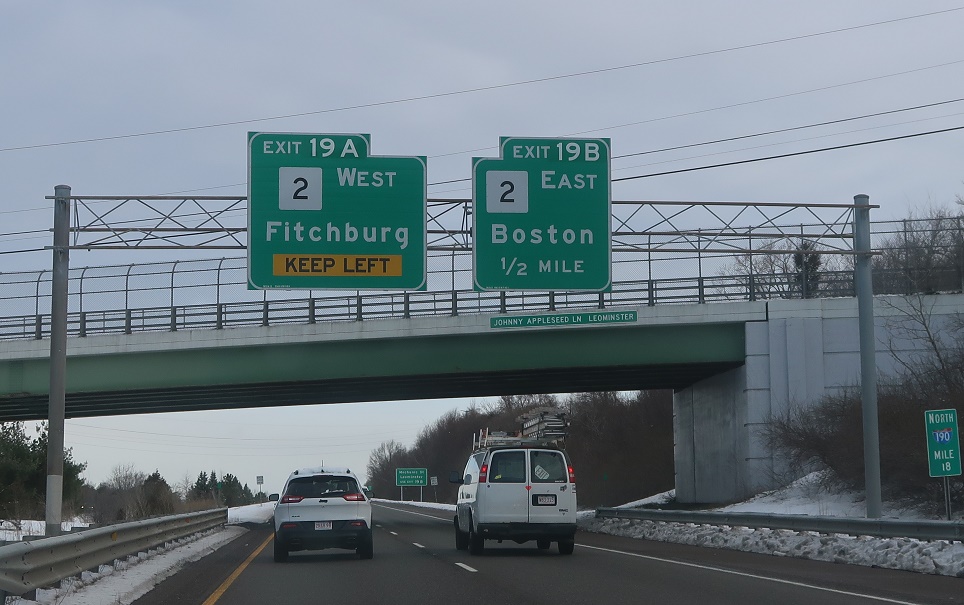 EXIT 19A
2 WEST
Fitchburg
KEEP LEFT
EXIT 19B
2 EAST
Boston
1/2 MILE
JOHNNY APPLESEED LN LEOMINSTER
NORTH
190
MILE
18